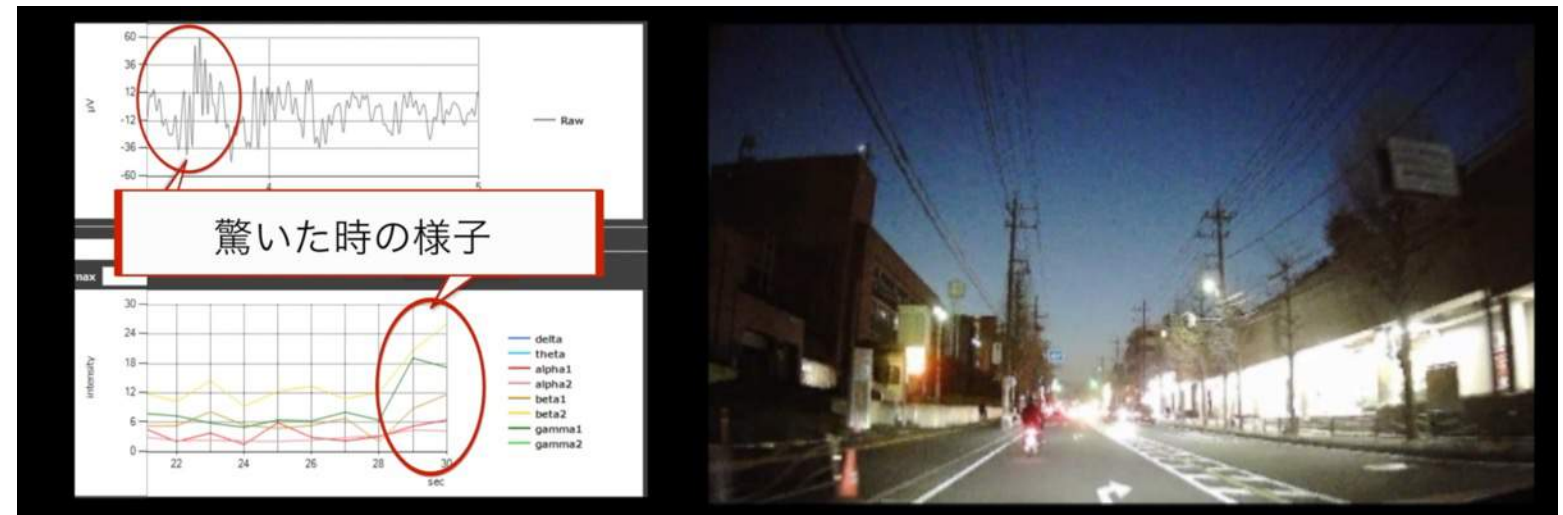 60
36
12
-12
-36
-60
μV
4
5
Raw
驚いた時の様子
max
30
24
18
12
6
0
intensity
22
24
26
28
30
sec
delta
theta
alpha1
alpha2
beta1
beta2
gamma1
gamma2